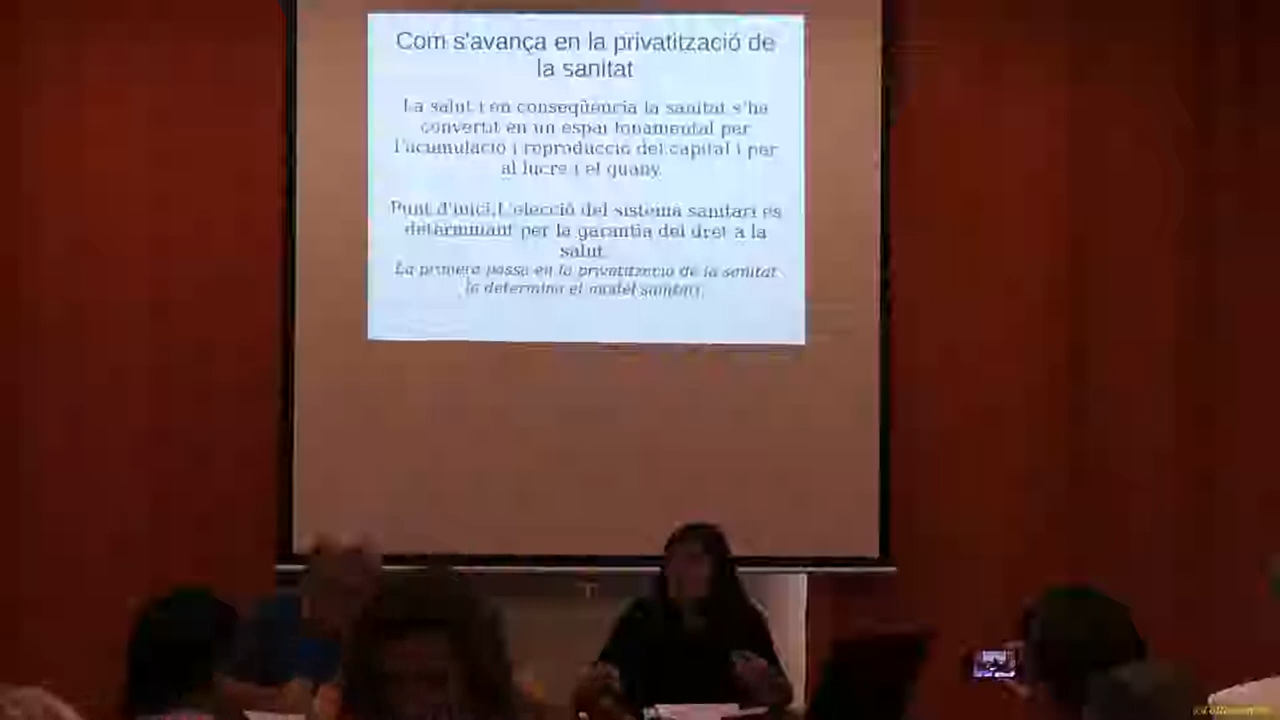 Com s'avança en la privatització de
la sanitat
La salut i en conseqüència la sanitat s'ha
convertit en un espai fonamental per
l'acumulació i reproducció del capital i per
al lucre i el guany.
Punt d'inici.L'elecció del sistema sanitari es
determinant per la garantia del dret a la
salut.
La primera passa en la privatització de la sanitat
la determina el model sanitari.